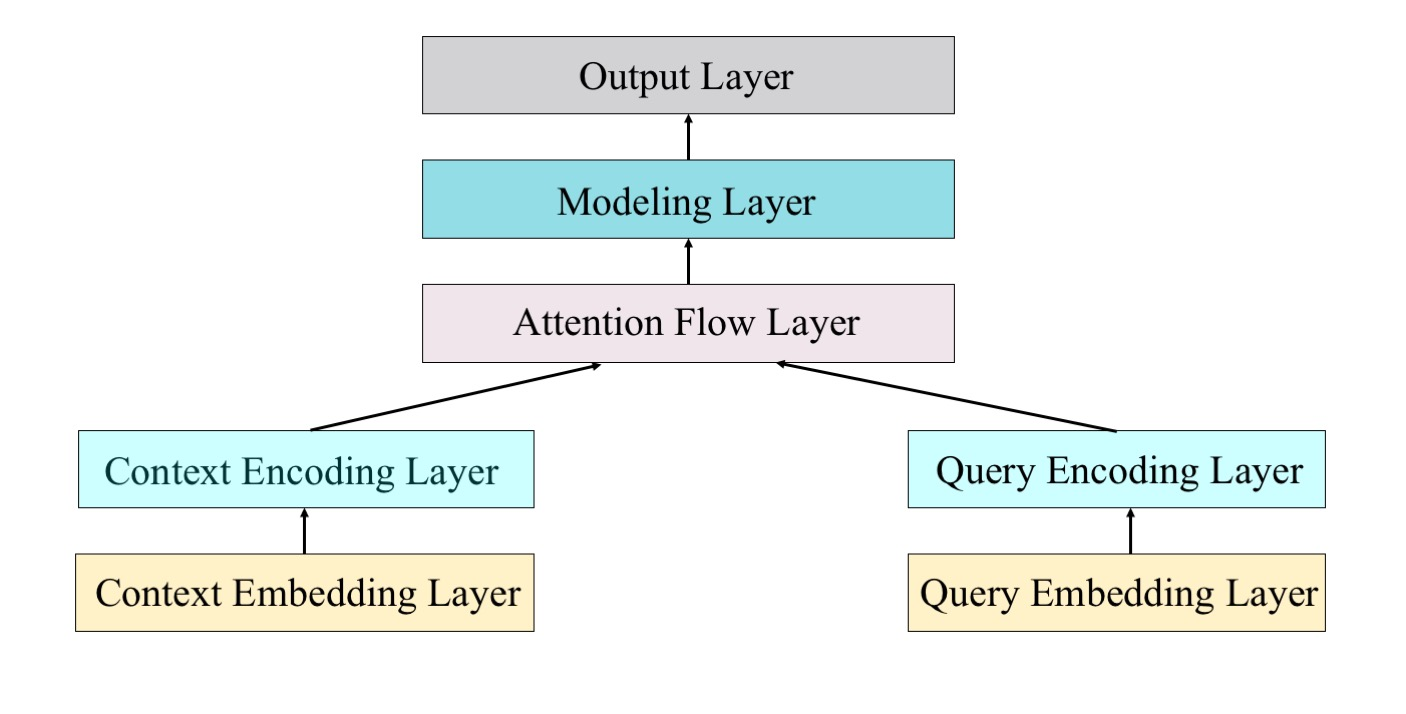 Output Layer
Modeling Layer
Attention Flow Layer
Context Encoding Layer
Query Encoding Layer
Context Embedding Layer
Query Embedding Layer